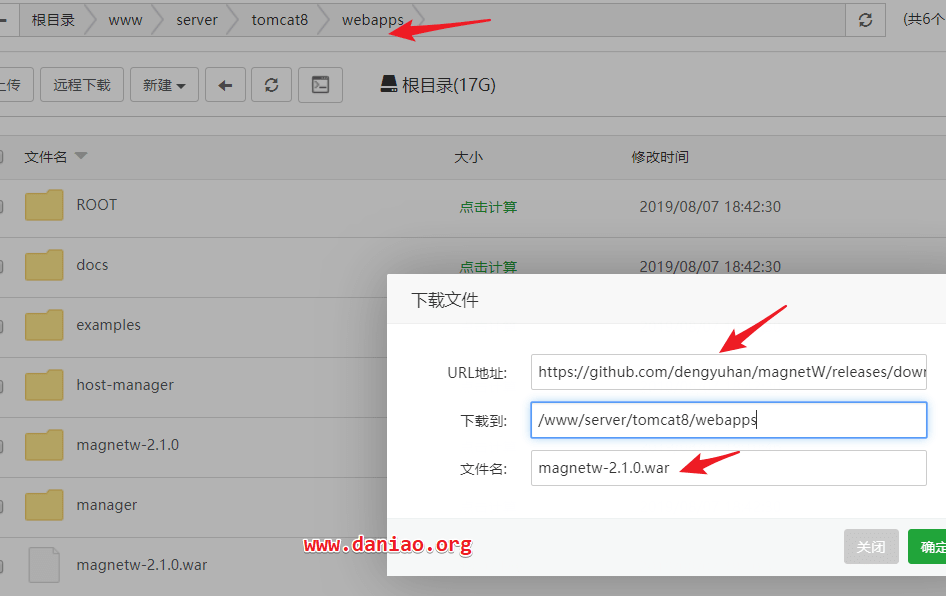 根目录 www server tomcat8 webapps (共6个
上传 远程下载 新建 根目录(17G)
文件名 大小 修改时间
ROOT 点击计算 2019/08/07 18:42:30
docs 点击计算 2019/08/07 18:42:30
下载文件
examples
URL地址: https://github.com/dengyuhan/magnetW/releases/down
host-manager
下载到: /www/server/tomcat8/webapps
magnetw-2.1.0
文件名: magnetw-2.1.0.war
manager
www.daniao.org
关闭 确定
magnetw-2.1.0.war